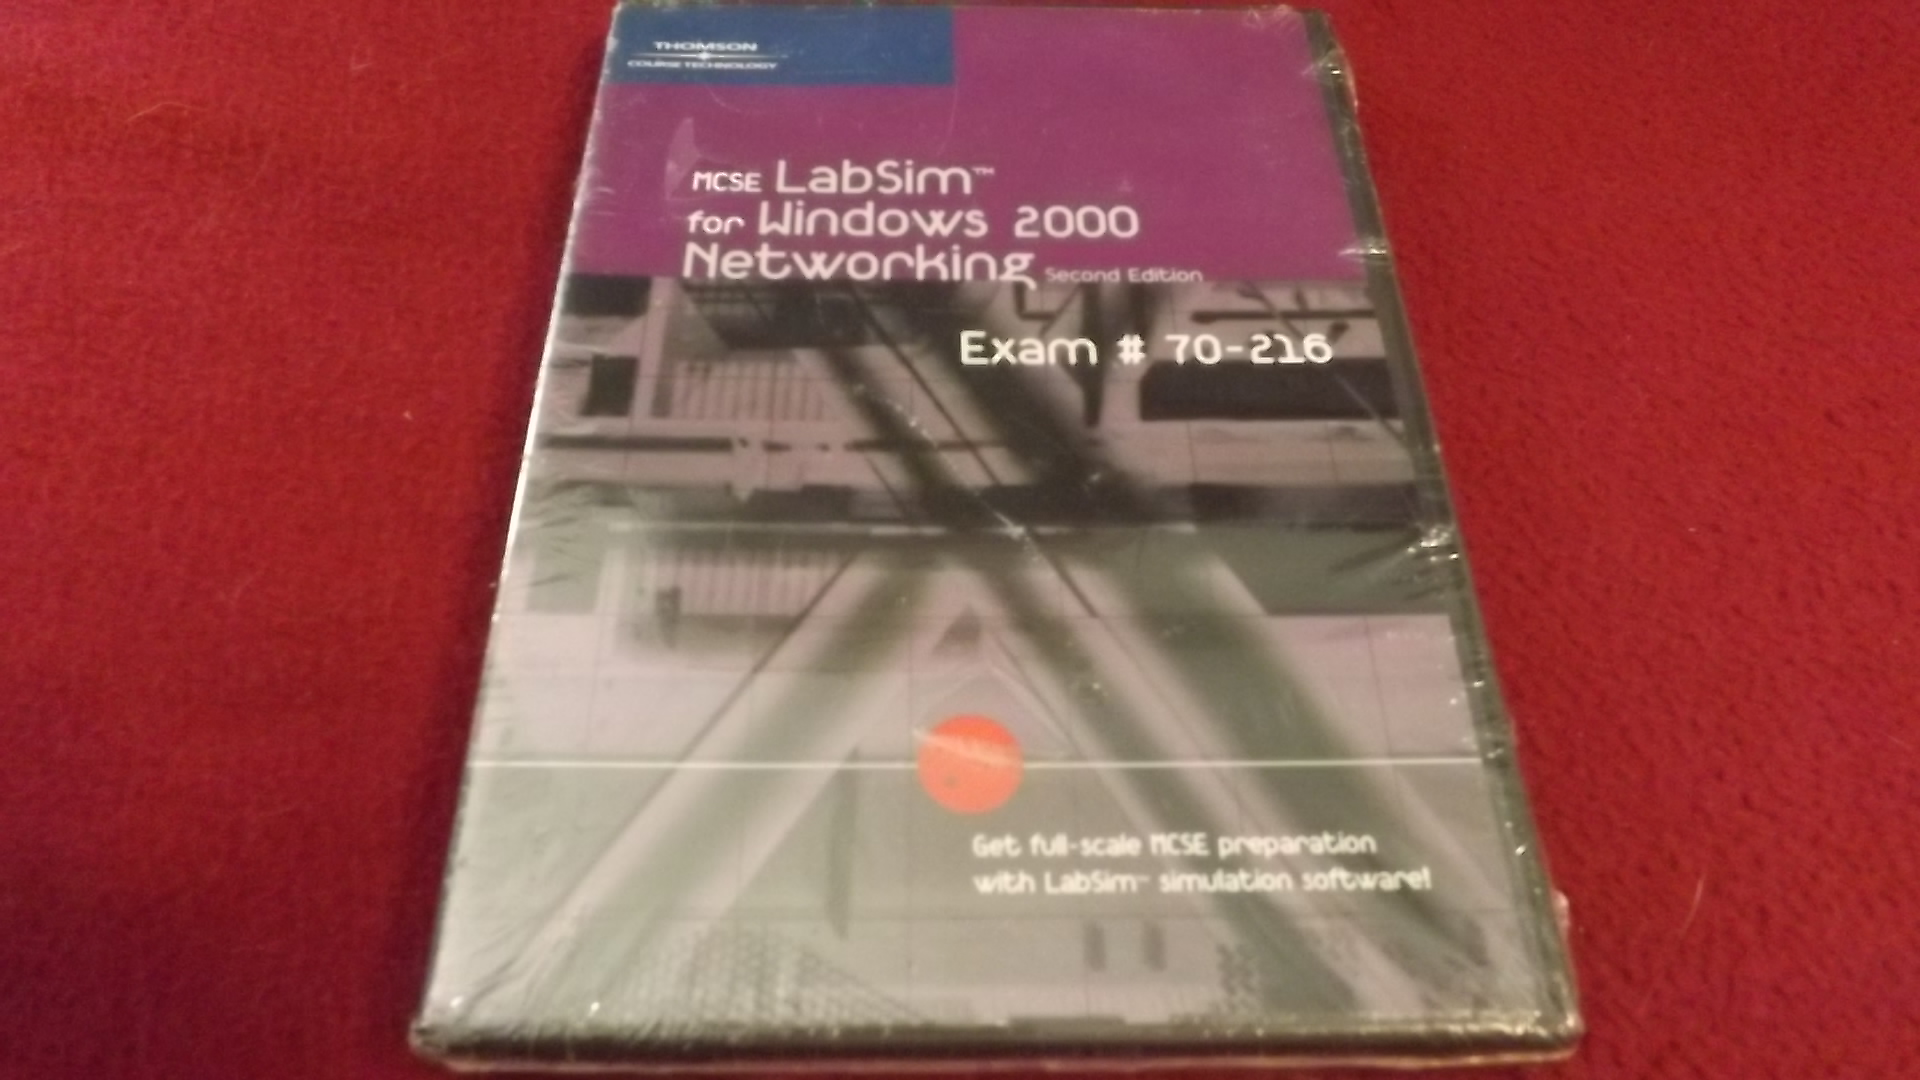 THOMSON
COURSE TECHNOLOGY
MCSE LabSim™
for Windows 2000
Networking Second Edition
Exam # 70-216
Get full-scale MCSE preparation
with LabSim™ simulation software!